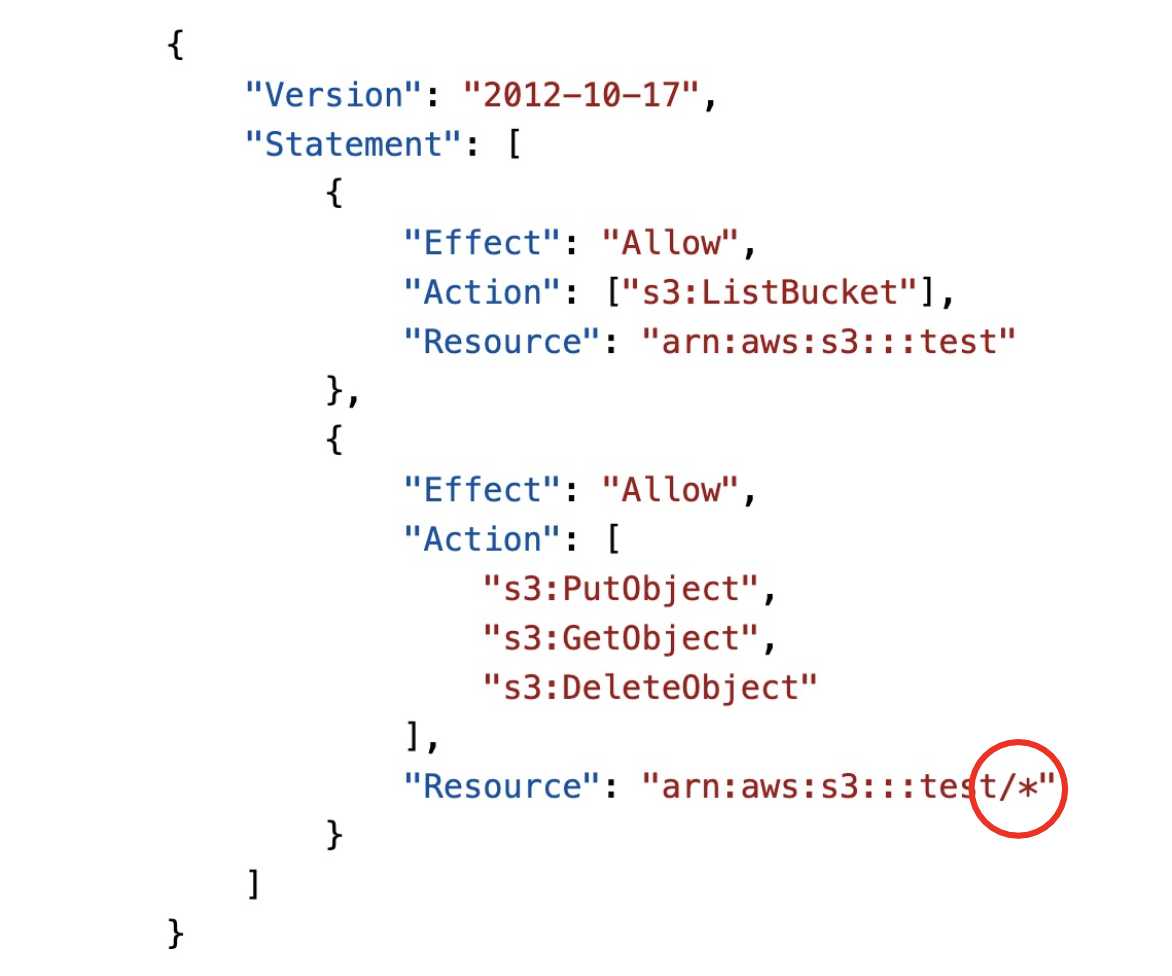 {
"Version": "2012-10-17",
"Statement": [
{
"Effect": "Allow",
"Action": ["s3:ListBucket"],
"Resource": "arn:aws:s3:::test"
},
{
"Effect": "Allow",
"Action": [
"s3:PutObject",
"s3:GetObject",
"s3:DeleteObject"
],
"Resource": "arn:aws:s3:::test/*"
}
]
}